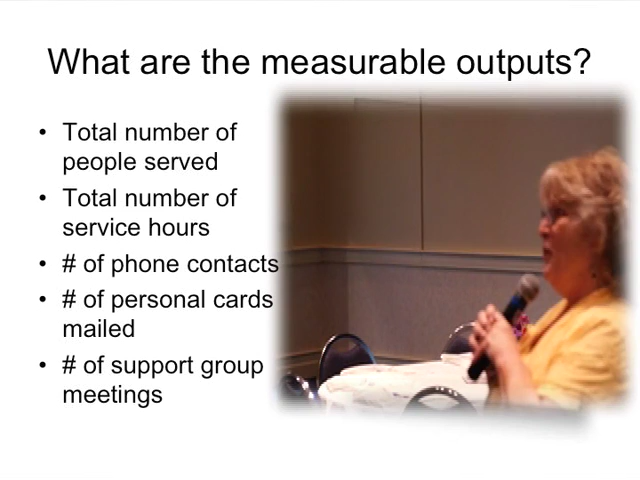 What are the measurable outputs?
• Total number of
people served
• Total number of
service hours
• # of phone contacts
• # of personal cards
mailed
• # of support group
meetings